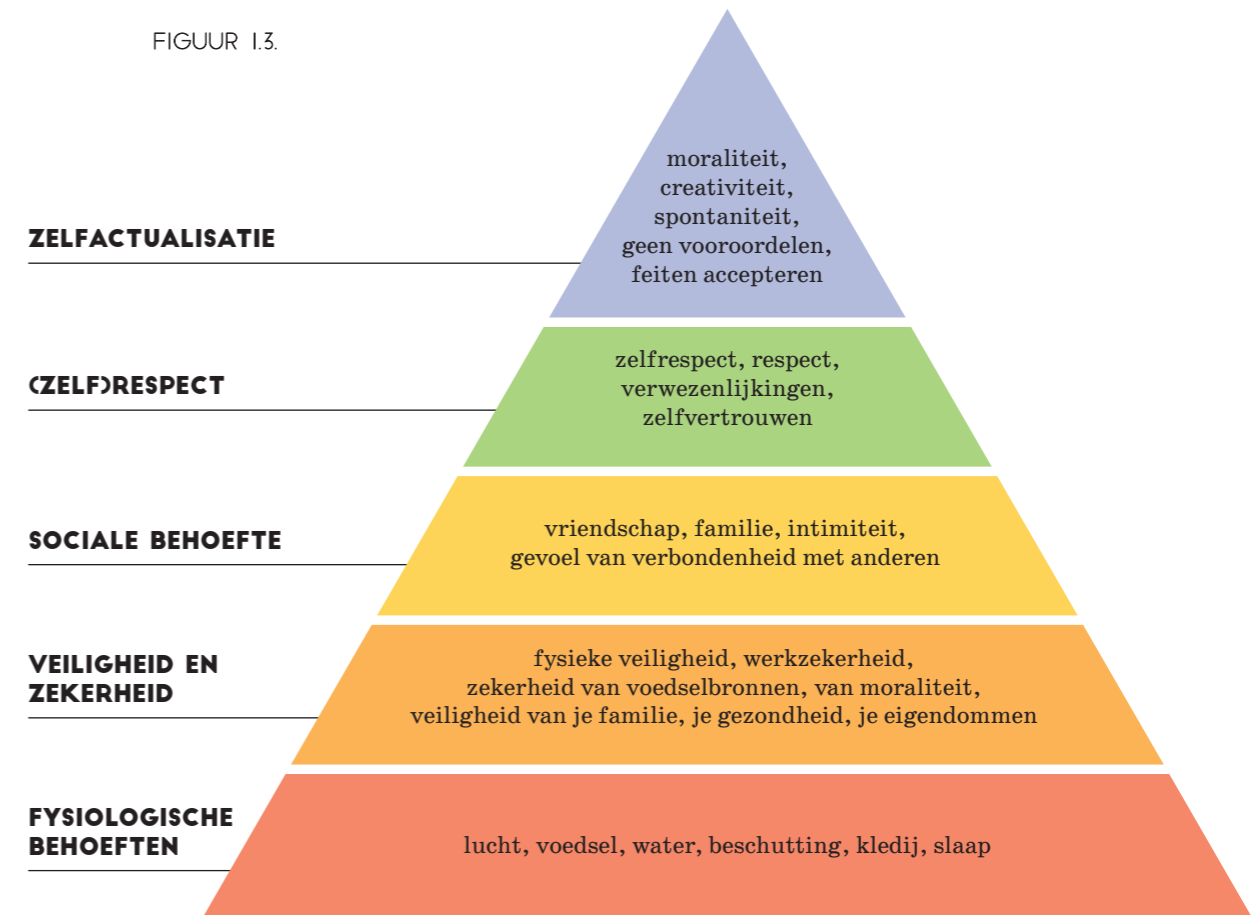 FIGUUR 1.3.
moraliteit,
creativiteit,
spontaniteit,
geen vooroordelen,
feiten accepteren
ZELFACTUALISATIE
zelfrespect, respect,
verwezenlijkingen,
zelfvertrouwen
(ZELF)RESPECT
vriendschap, familie, intimiteit,
gevoel van verbondenheid met anderen
SOCIALE BEHOEFTE
fysieke veiligheid, werkzekerheid,
zekerheid van voedselbronnen, van moraliteit,
veiligheid van je familie, je gezondheid, je eigendommen
VEILIGHEID EN
ZEKERHEID
lucht, voedsel, water, beschutting, kledij, slaap
FYSIOLOGISCHE
BEHOEFTEN